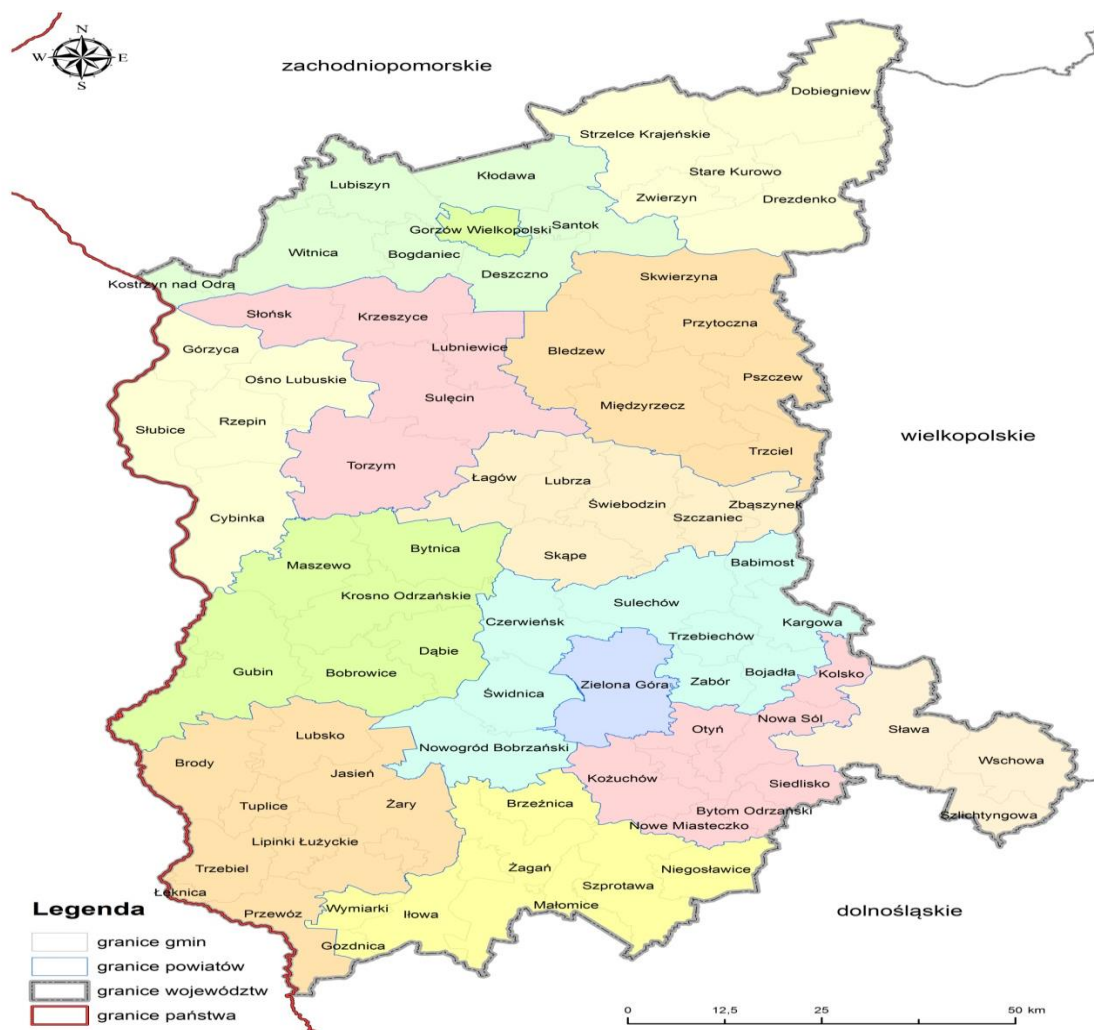 N
W E
S
zachodniopomorskie
Dobiegniew
Strzelce Krajeńskie
Stare Kurowo
Zwierzyn
Drezdenko
Kłodawa
Lubiszyn
Gorzów Wielkopolski
Santok
Witnica
Bogdaniec
Deszczno
Kostrzyn nad Odrą
Skwierzyna
Słońsk
Krzeszyce
Przytoczna
Górzyca
Lubniewice
Bledzew
Ośno Lubuskie
Pszczew
Sulęcin
Międzyrzecz
Słubice
Rzepin
wielkopolskie
Trzciel
Torzym
Łagów
Lubrza
Świebodzin
Zbąszynek
Szczaniec
Cybinka
Skąpe
Bytnica
Maszewo
Babimost
Krosno Odrzańskie
Sulechów
Czerwieńsk
Trzebiechów
Kargowa
Dąbie
Gubin
Bobrowice
Bojadła
Kolsko
Zabór
Zielona Góra
Świdnica
Nowa Sól
Otyń
Sława
Lubsko
Nowogród Bobrzański
Brody
Jasień
Wschowa
Kożuchów
Siedlisko
Tuplice
Żary
Brzeźnica
Bytom Odrzański
Szlichtyngowa
Nowe Miasteczko
Lipinki Łużyckie
Trzebiel
Żagań
Niegosławice
Szprotawa
Łęknica
Małomice
Przewóz
Wymiarki
Iłowa
Gozdnica
dolnośląskie
Legenda
granice gmin
granice powiatów
granice województw
granice państwa
0 12,5 25 50 km